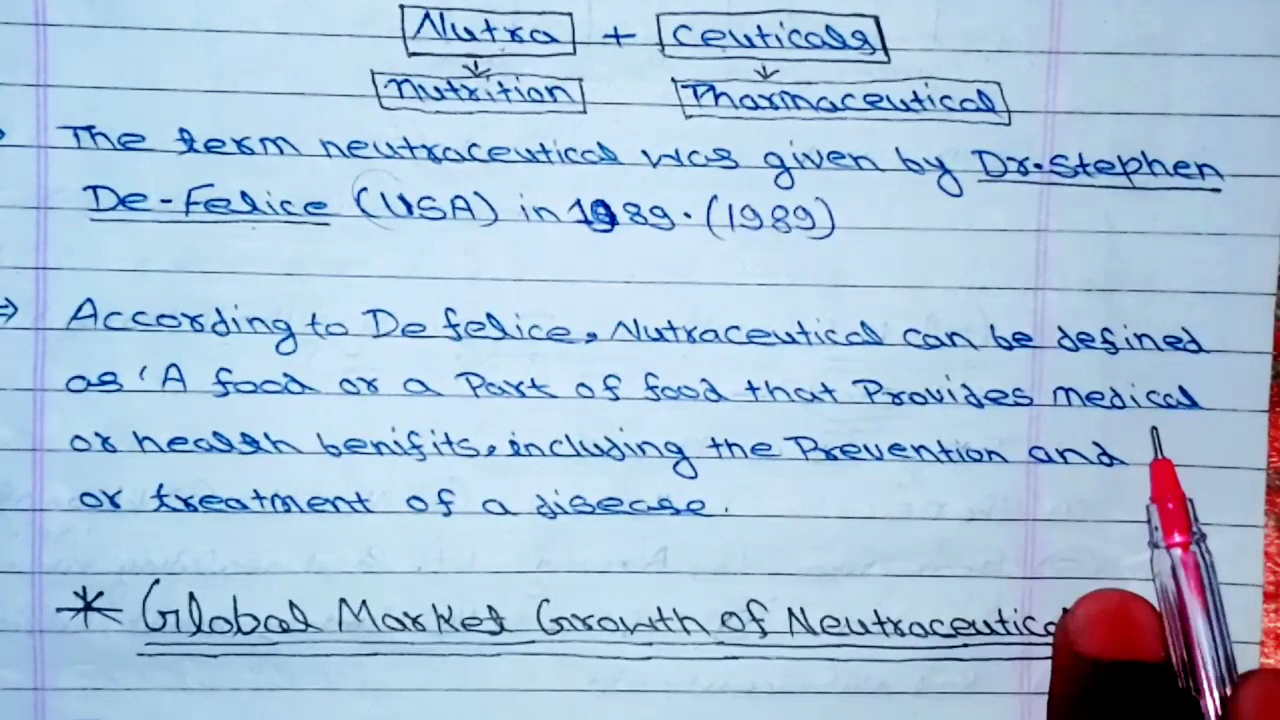 Nutra + Ceuticals
Nutrition Pharmaceutical
The term neutraceutical was given by Dr. Stephen
De-Felice (USA) in 1989. (1989)
⇒ According to De felice, Nutraceutical can be defined
as 'A food or a Part of food that Provides medical
or health benifits, including the Prevention and
or treatment of a disease.
* Global Market Growth of Neutraceutica